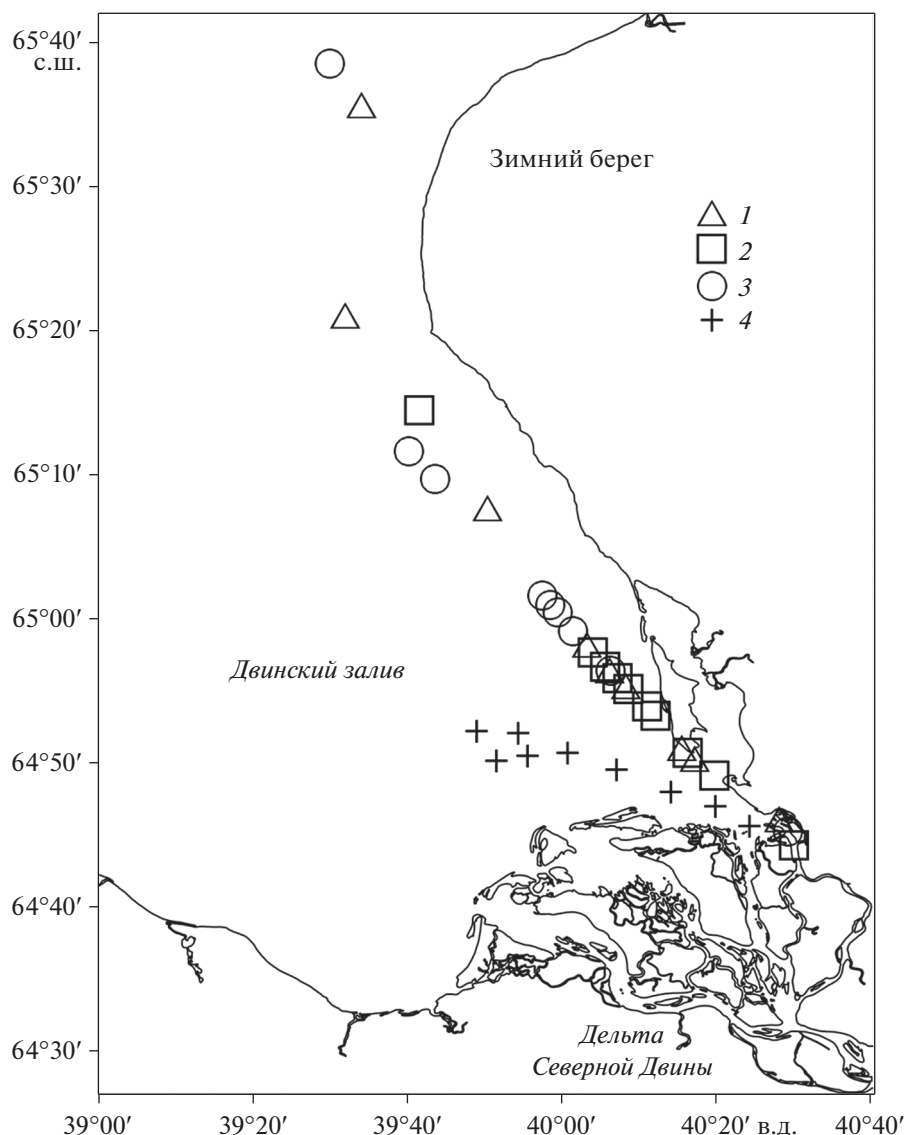 65°40′
с.ш.
Зимний берег
65°30′
1
2
3
4
65°20′
65°10′
65°00′
Двинский залив
64°50′
64°40′
Дельта
Северной Двины
64°30′
39°00′ 39°20′ 39°40′ 40°00′ 40°20′ в.д. 40°40′